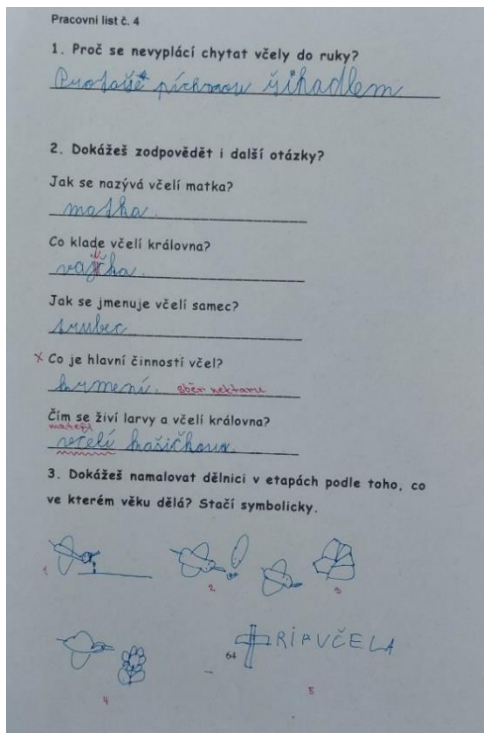 Pracovní list č. 4
1. Proč se nevyplácí chytat včely do ruky?
píchnou žihadlem
2. Dokážeš zodpovědět i další otázky?
Jak se nazývá včelí matka?
matka.
Co klade včelí královna?
vajíčka.
Jak se jmenuje včelí samec?
trubec
x Co je hlavní činností včel?
krmení. sběr nektaru
Čím se živí larvy a včelí královna?
mateří
včelí kašičkou.
3. Dokážeš namalovat dělnici v etapách podle toho, co
ve kterém věku dělá? Stačí symbolicky.
1 2 3
64 RIP VČELA
4 5